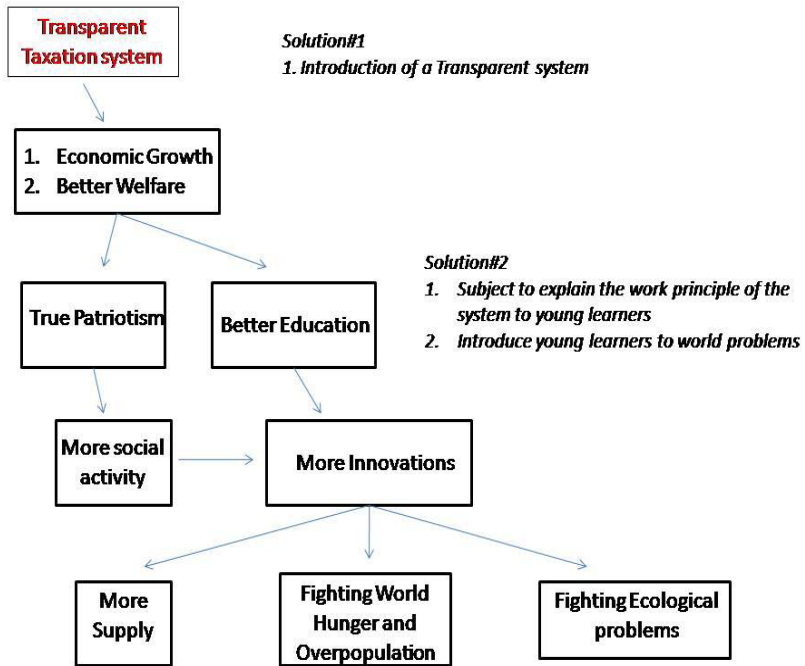 Transparent
Taxation system
Solution#1
1. Introduction of a Transparent system
1. Economic Growth
2. Better Welfare
Solution#2
1. Subject to explain the work principle of the
system to young learners
2. Introduce young learners to world problems
True Patriotism
Better Education
More social
activity
More Innovations
More
Supply
Fighting World
Hunger and
Overpopulation
Fighting Ecological
problems